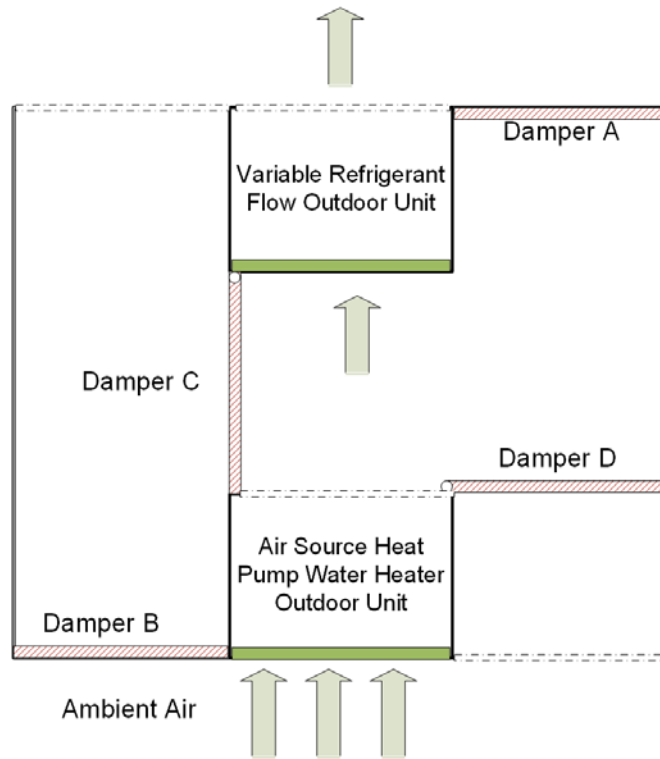 Damper A
Variable Refrigerant
Flow Outdoor Unit
Damper C
Damper D
Air Source Heat
Pump Water Heater
Outdoor Unit
Damper B
Ambient Air